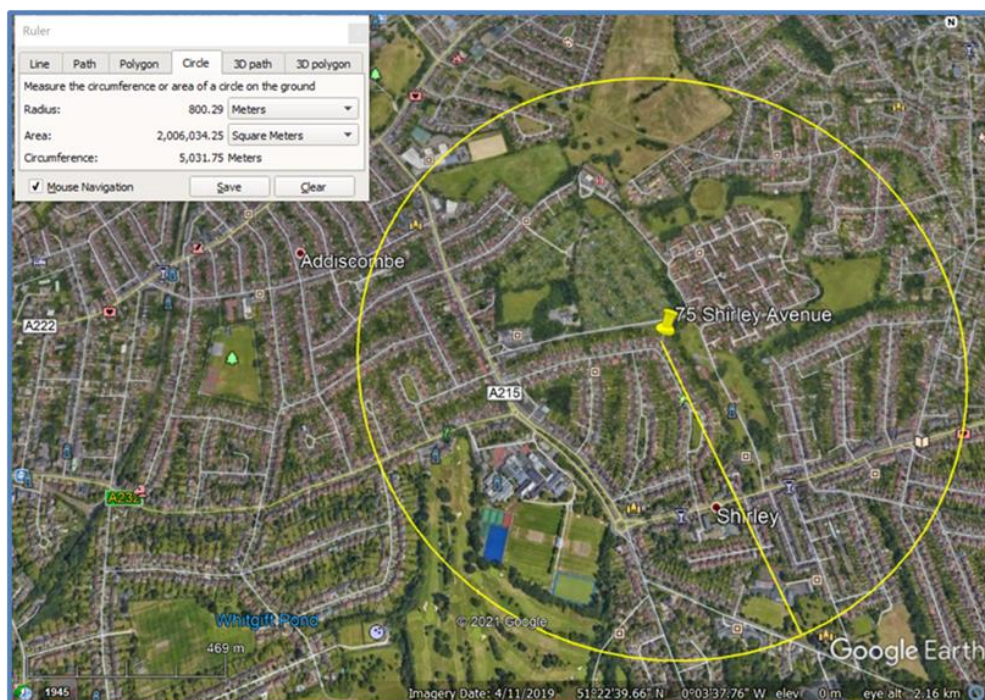 Ruler
Line Path Polygon Circle 3D path 3D polygon
Measure the circumference or area of a circle on the ground
Radius: 800.29 Meters
Area: 2,006,034.25 Square Meters
Circumference: 5,031.75 Meters
Mouse Navigation Save Clear
N
Addiscombe
A222
75 Shirley Avenue
A215
A232
Shirley
Whitgift Pond
© 2021 Google
469 m
Google Earth
1945
Imagery Date: 4/11/2019 51°22'39.66" N 0°03'37.76" W elev 0 m eye alt 2.16 km